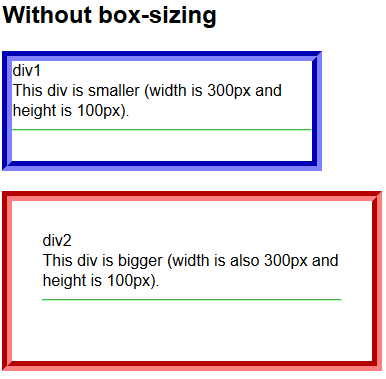 Without box-sizing
div1
This div is smaller (width is 300px and
height is 100px).
div2
This div is bigger (width is also 300px and
height is 100px).